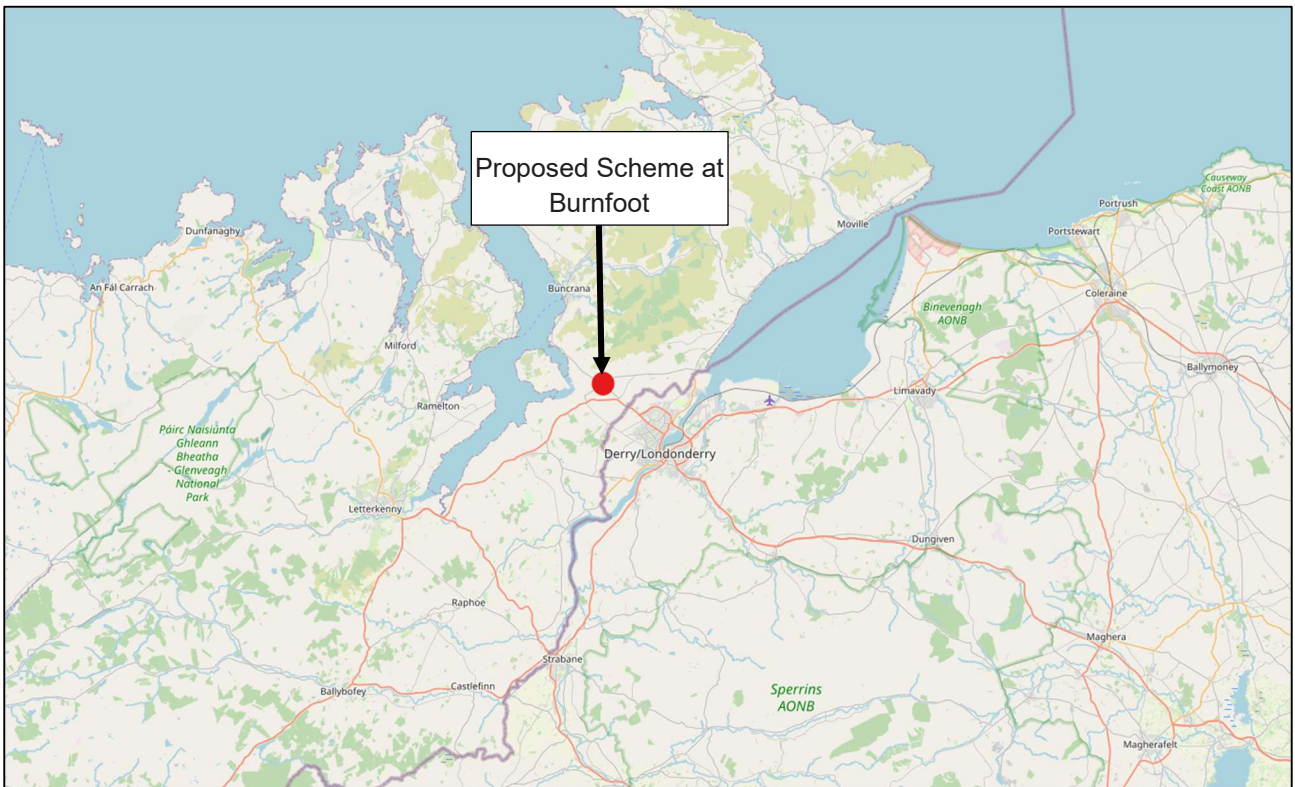 Proposed Scheme at
Burnfoot
Causeway
Coast AONB
Portrush
Portstewart
Moville
Dunfanaghy
An Fál Carrach
Buncrana
Coleraine
Binevenagh
AONB
Milford
Ballymoney
Limavady
Ramelton
Páirc Naisiúnta
Ghleann
Bheatha
- Glenveagh
National
Park
Derry/Londonderry
Letterkenny
Dungiven
Raphoe
Maghera
Strabane
Castlefinn
Ballybofey
Sperrins
AONB
Magherafelt